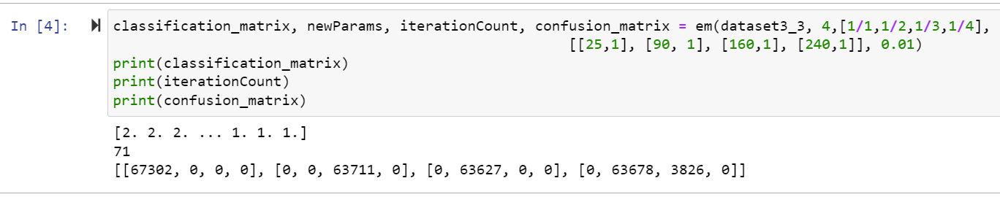 In [4]: classification_matrix, newParams, iterationCount, confusion_matrix = em(dataset3_3, 4,[1/1,1/2,1/3,1/4],
[[25,1], [90, 1], [160,1], [240,1]], 0.01)
print(classification_matrix)
print(iterationCount)
print(confusion_matrix)
[2. 2. 2. ... 1. 1. 1.]
71
[[67302, 0, 0, 0], [0, 0, 63711, 0], [0, 63627, 0, 0], [0, 63678, 3826, 0]]